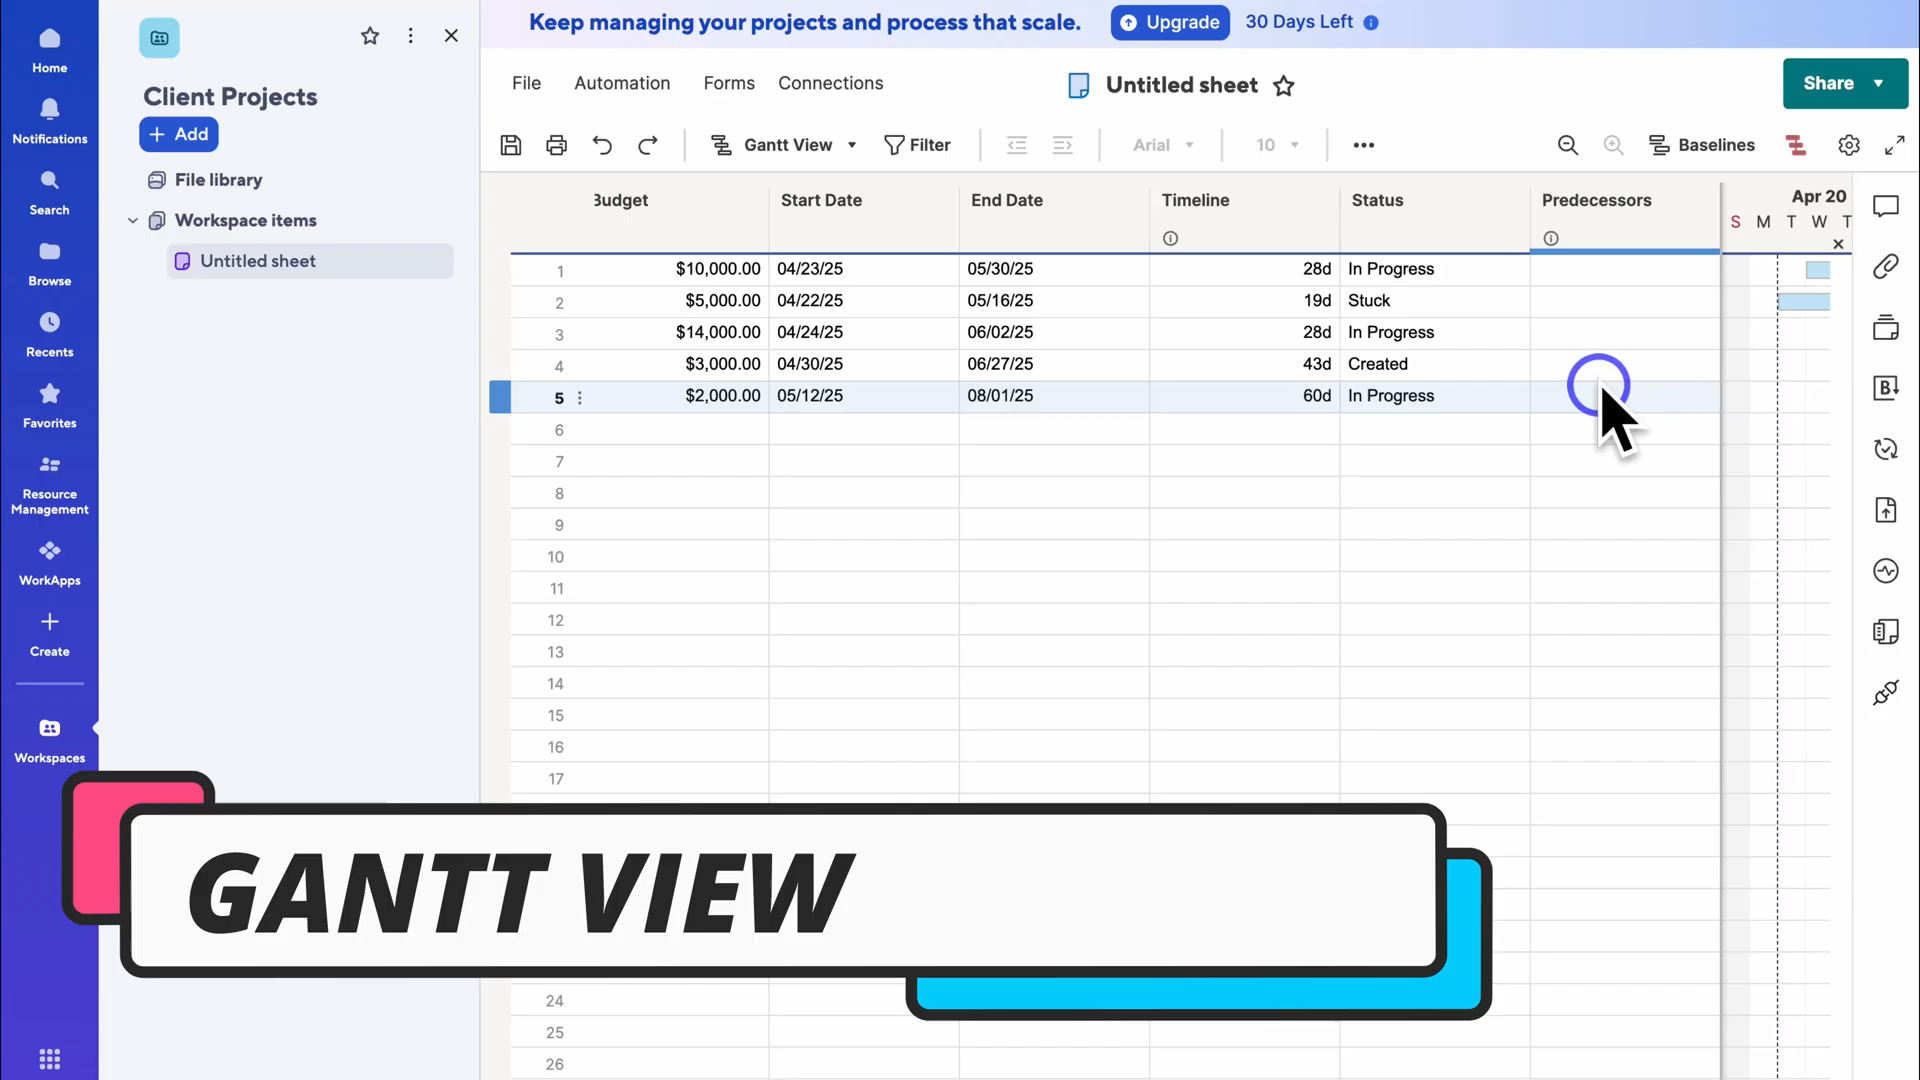 Keep managing your projects and process that scale.
Upgrade
30 Days Left
Home
Notifications
Search
Browse
Recents
Favorites
Resource
Management
WorkApps
Create
Workspaces
Client Projects
Add
File library
Workspace items
Untitled sheet
File
Automation
Forms
Connections
Untitled sheet
Share
Gantt View
Filter
Arial
10
Baselines
Budget
Start Date
End Date
Timeline
Status
Predecessors
Apr 20
S M T W T
1 $10,000.00 04/23/25 05/30/25 28d In Progress
2 $5,000.00 04/22/25 05/16/25 19d Stuck
3 $14,000.00 04/24/25 06/02/25 28d In Progress
4 $3,000.00 04/30/25 06/27/25 43d Created
5 $2,000.00 05/12/25 08/01/25 60d In Progress
6
7
8
9
10
11
12
13
14
15
16
17
GANTT VIEW
24
25
26